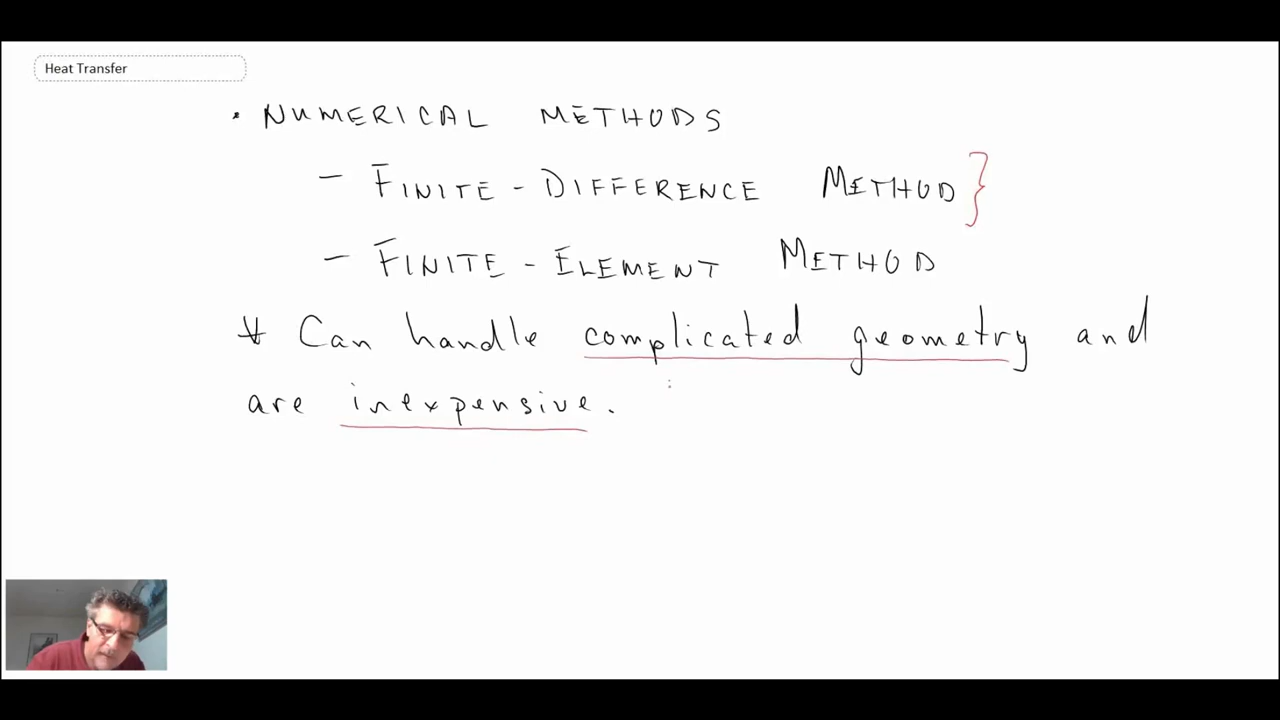 Heat Transfer
• NUMERICAL METHODS
- FINITE-DIFFERENCE METHOD }
- FINITE-ELEMENT METHOD
* Can handle complicated geometry and
are inexpensive.